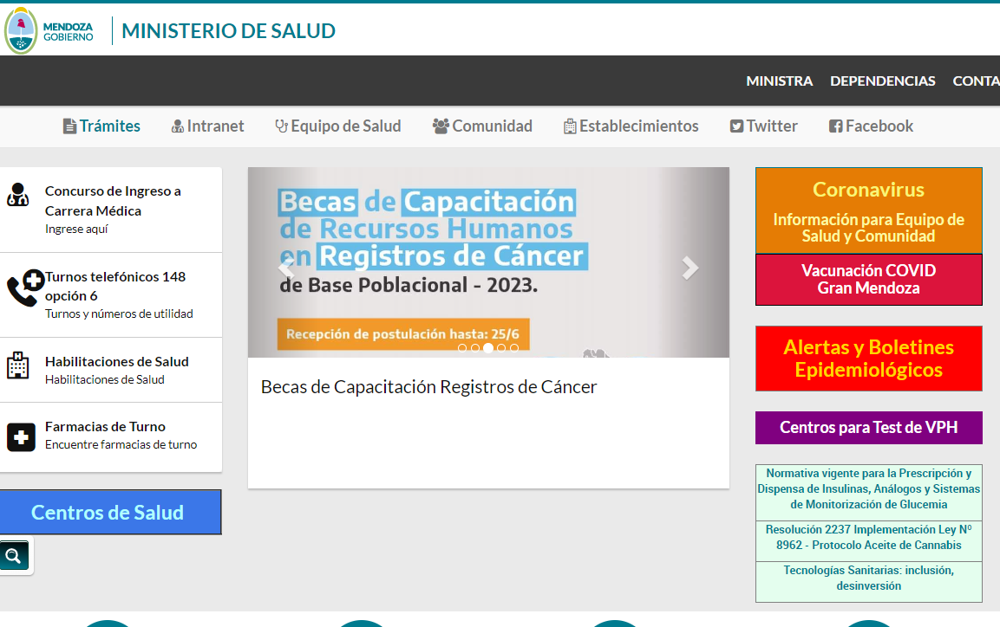 MENDOZA
GOBIERNO
MINISTERIO DE SALUD
MINISTRA DEPENDENCIAS CONTA
Trámites Intranet Equipo de Salud Comunidad Establecimientos Twitter Facebook
Concurso de Ingreso a
Carrera Médica
Ingrese aquí
Turnos telefónicos 148
opción 6
Turnos y números de utilidad
Habilitaciones de Salud
Habilitaciones de Salud
Farmacias de Turno
Encuentre farmacias de turno
Centros de Salud
Becas de Capacitación
de Recursos Humanos
en Registros de Cáncer
de Base Poblacional - 2023.
Recepción de postulación hasta: 25/6
Becas de Capacitación Registros de Cáncer
Coronavirus
Información para Equipo de
Salud y Comunidad
Vacunación COVID
Gran Mendoza
Alertas y Boletines
Epidemiológicos
Centros para Test de VPH
Normativa vigente para la Prescripción y
Dispensa de Insulinas, Análogos y Sistemas
de Monitorización de Glucemia
Resolución 2237 Implementación Ley Nº
8962 - Protocolo Aceite de Cannabis
Tecnologías Sanitarias: inclusión,
desinversión